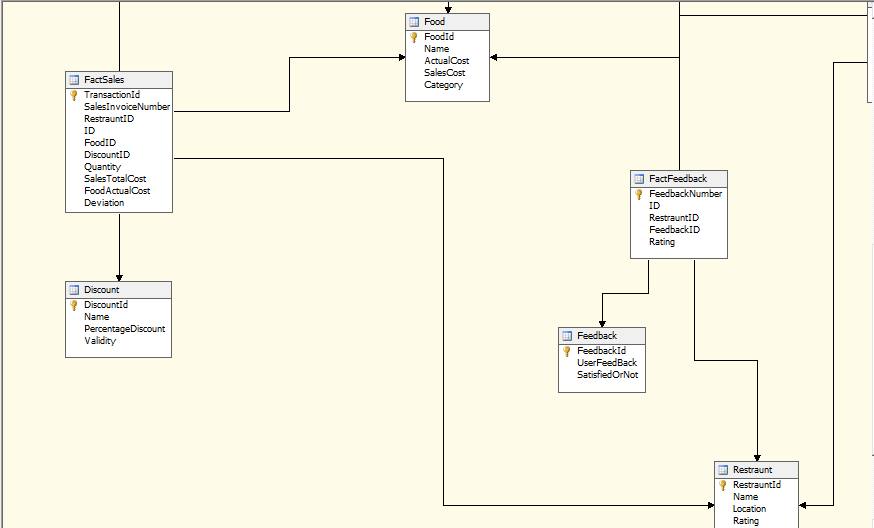 Food
FoodId
Name
ActualCost
SalesCost
Category
FactSales
TransactionId
SalesInvoiceNumber
RestrauntID
ID
FoodID
DiscountID
Quantity
SalesTotalCost
FoodActualCost
Deviation
FactFeedback
FeedbackNumber
ID
RestrauntID
FeedbackID
Rating
Discount
DiscountId
Name
PercentageDiscount
Validity
Feedback
FeedbackId
UserFeedBack
SatisfiedOrNot
Restraunt
RestrauntId
Name
Location
Rating